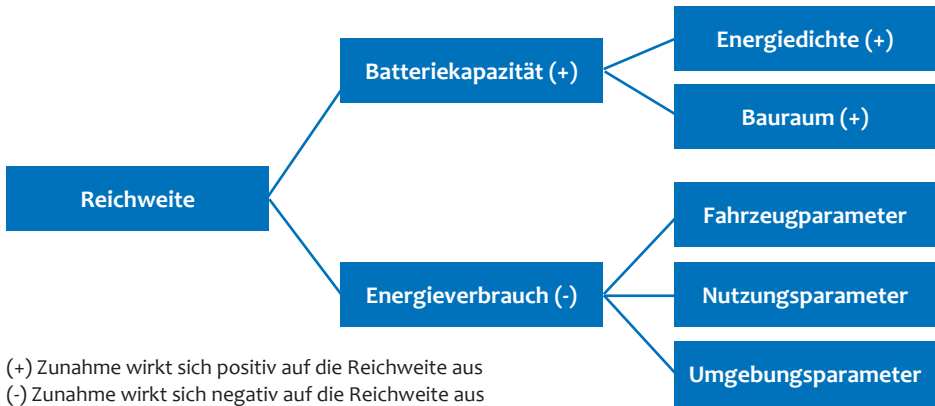 Reichweite
Batteriekapazität (+)
Energiedichte (+)
Bauraum (+)
Energieverbrauch (-)
Fahrzeugparameter
Nutzungsparameter
Umgebungsparameter
(+) Zunahme wirkt sich positiv auf die Reichweite aus
(-) Zunahme wirkt sich negativ auf die Reichweite aus